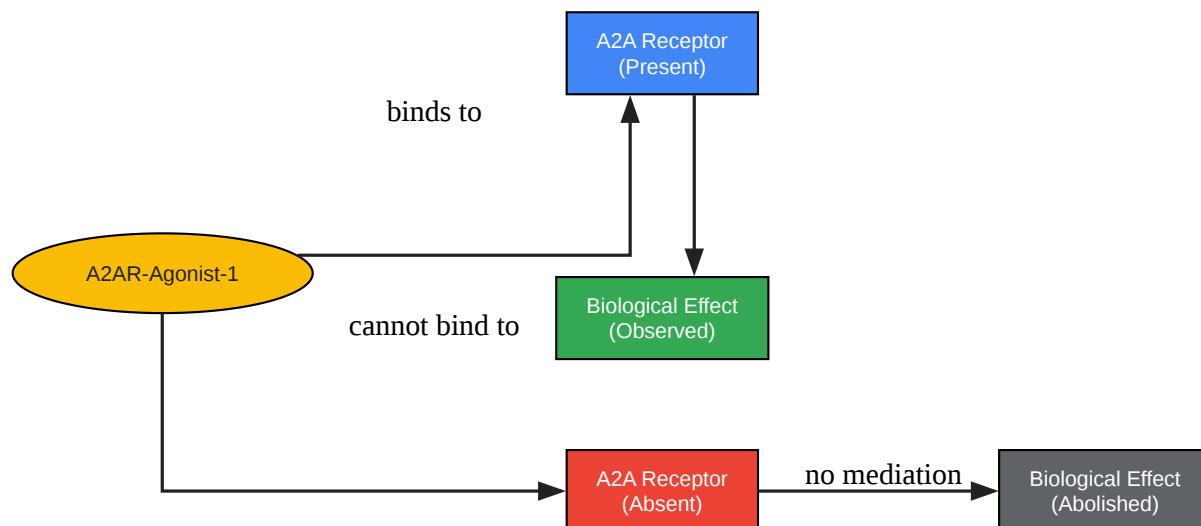 A2A Receptor
(Present)
binds to
A2AR-Agonist-1
Biological Effect
(Observed)
cannot bind to
A2A Receptor
(Absent)
no mediation
Biological Effect
(Abolished)